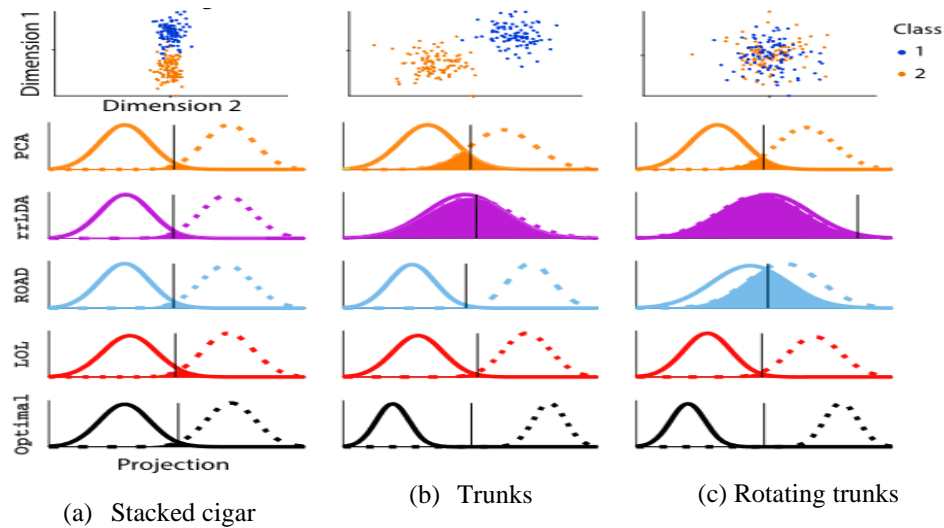 Dimension 1
Dimension 2
Class
1
2
PCA
rrLDA
ROAD
LOL
Optimal
Projection
(a) Stacked cigar
(b) Trunks
(c) Rotating trunks